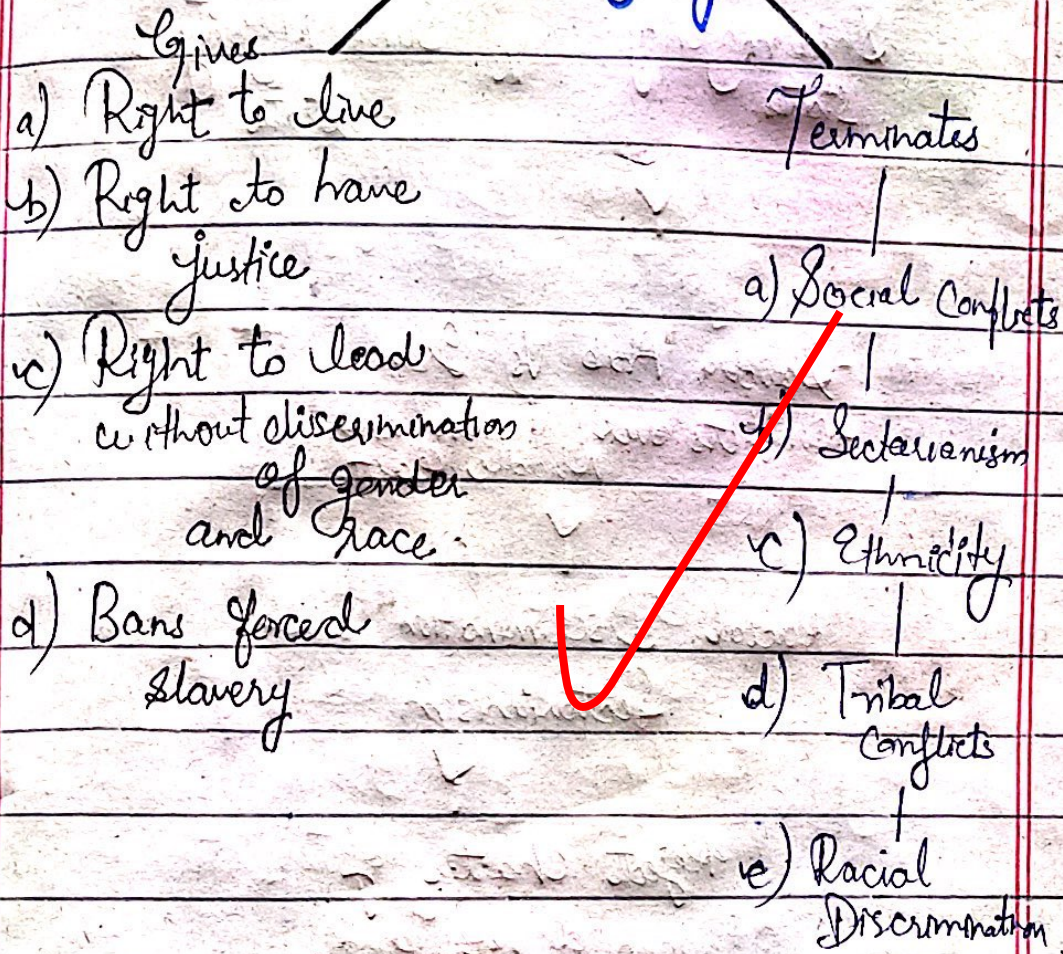 Gives
a) Right to live
b) Right to have
justice
c) Right to lead
without discrimination
of gender
and race.
d) Bans forced
slavery
Terminates
a) Social Conflicts
b) Sectarianism
c) Ethnicity
d) Tribal
Conflicts
e) Racial
Discrimination